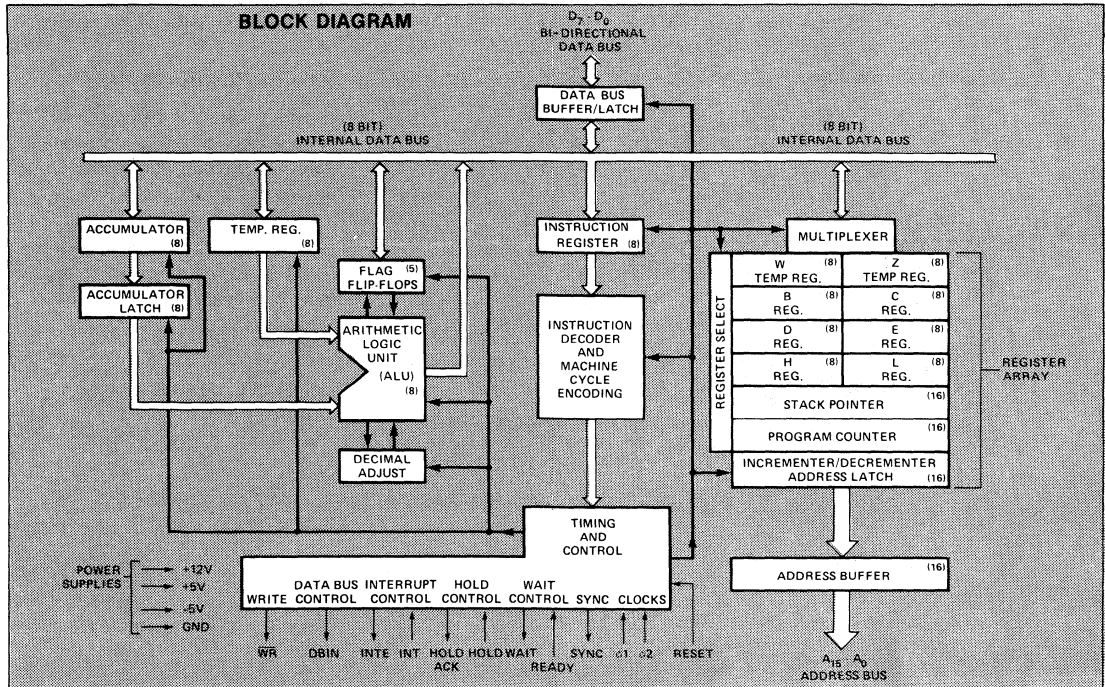 BLOCK DIAGRAM
D7 - D0
BI-DIRECTIONAL
DATA BUS
DATA BUS
BUFFER/LATCH
(8 BIT)
INTERNAL DATA BUS
(8 BIT)
INTERNAL DATA BUS
ACCUMULATOR
(8)
TEMP. REG.
(8)
INSTRUCTION
REGISTER (8)
MULTIPLEXER
ACCUMULATOR
LATCH (8)
FLAG (5)
FLIP-FLOPS
ARITHMETIC
LOGIC
UNIT
(ALU)
(8)
DECIMAL
ADJUST
INSTRUCTION
DECODER
AND
MACHINE
CYCLE
ENCODING
REGISTER SELECT
W (8)
TEMP REG.
Z (8)
TEMP REG.
B (8)
REG.
C (8)
REG.
D (8)
REG.
E (8)
REG.
H (8)
REG.
L (8)
REG.
STACK POINTER (16)
PROGRAM COUNTER (16)
INCREMENTER/DECREMENTER
ADDRESS LATCH (16)
REGISTER
ARRAY
TIMING
AND
CONTROL
WRITE
DATA BUS
CONTROL
INTERRUPT
CONTROL
HOLD
CONTROL
WAIT
CONTROL
SYNC
CLOCKS
ADDRESS BUFFER (16)
POWER
SUPPLIES
+12V
+5V
-5V
GND
W̅R̅
DBIN
INTE
INT
HOLD
ACK
HOLD
WAIT
READY
SYNC
ø1
ø2
RESET
A15 A0
ADDRESS BUS